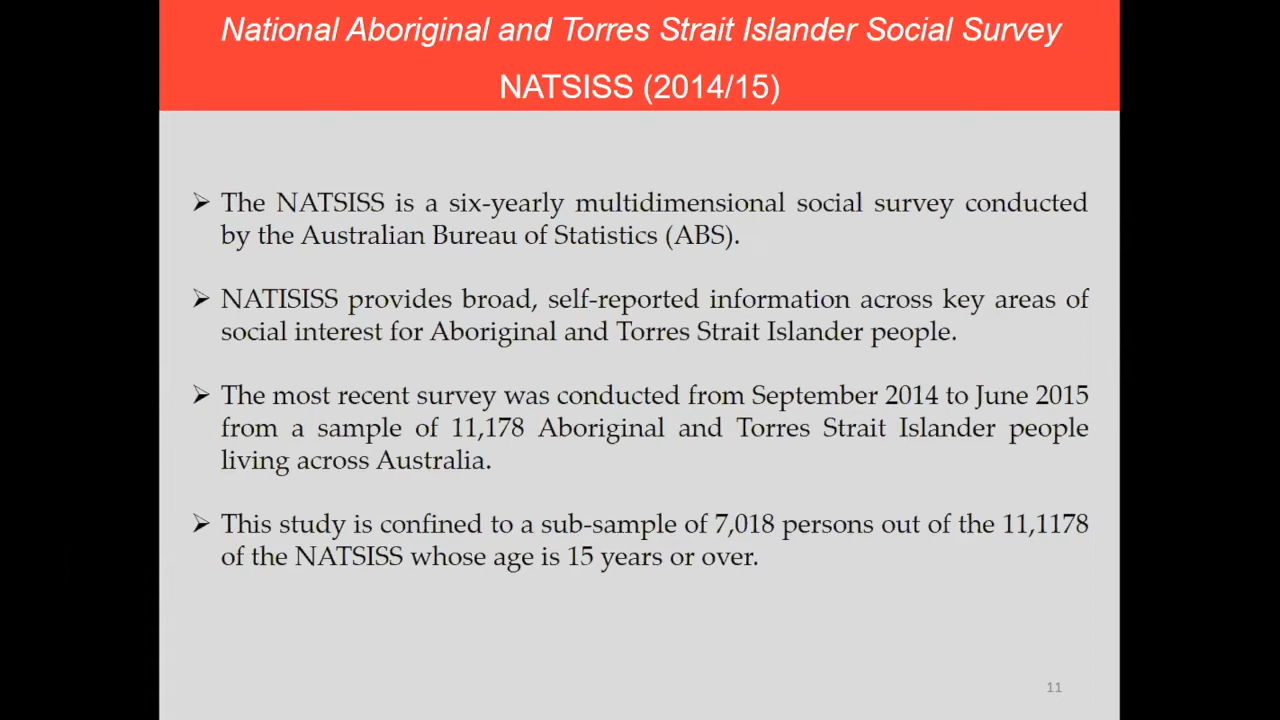 National Aboriginal and Torres Strait Islander Social Survey
NATSISS (2014/15)
➢ The NATSISS is a six-yearly multidimensional social survey conducted
by the Australian Bureau of Statistics (ABS).
➢ NATISISS provides broad, self-reported information across key areas of
social interest for Aboriginal and Torres Strait Islander people.
➢ The most recent survey was conducted from September 2014 to June 2015
from a sample of 11,178 Aboriginal and Torres Strait Islander people
living across Australia.
➢ This study is confined to a sub-sample of 7,018 persons out of the 11,1178
of the NATSISS whose age is 15 years or over.
11